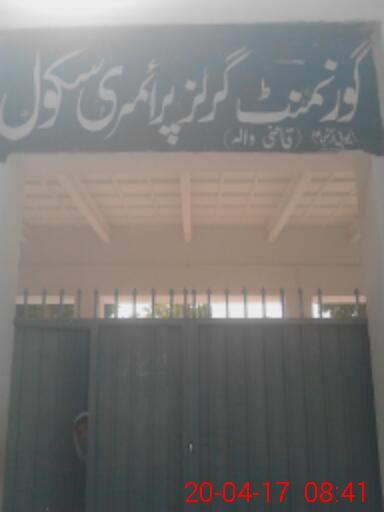 گورنمنٹ گرلز پرائمری سکول
(قاضی والہ)
20-04-17 08:41